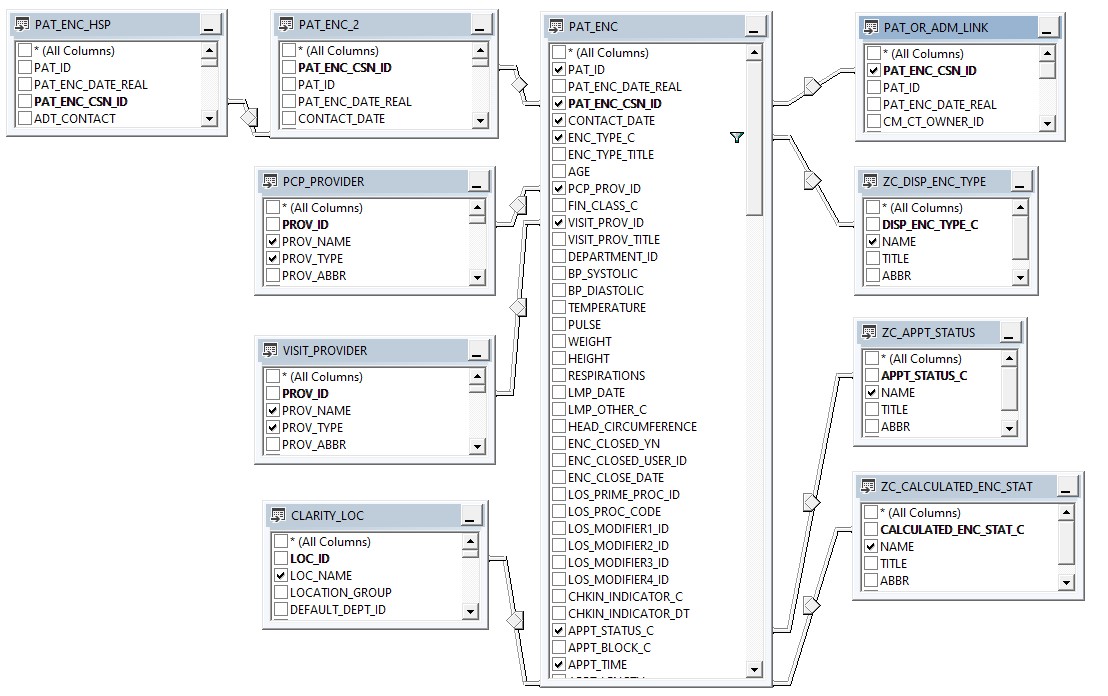 PAT_ENC_HSP
* (All Columns)
PAT_ID
PAT_ENC_DATE_REAL
PAT_ENC_CSN_ID
ADT_CONTACT
PAT_ENC_2
* (All Columns)
PAT_ENC_CSN_ID
PAT_ID
PAT_ENC_DATE_REAL
CONTACT_DATE
PCP_PROVIDER
* (All Columns)
PROV_ID
PROV_NAME
PROV_TYPE
PROV_ABBR
VISIT_PROVIDER
* (All Columns)
PROV_ID
PROV_NAME
PROV_TYPE
PROV_ABBR
CLARITY_LOC
* (All Columns)
LOC_ID
LOC_NAME
LOCATION_GROUP
DEFAULT_DEPT_ID
PAT_ENC
* (All Columns)
PAT_ID
PAT_ENC_DATE_REAL
PAT_ENC_CSN_ID
CONTACT_DATE
ENC_TYPE_C
ENC_TYPE_TITLE
AGE
PCP_PROV_ID
FIN_CLASS_C
VISIT_PROV_ID
VISIT_PROV_TITLE
DEPARTMENT_ID
BP_SYSTOLIC
BP_DIASTOLIC
TEMPERATURE
PULSE
WEIGHT
HEIGHT
RESPIRATIONS
LMP_DATE
LMP_OTHER_C
HEAD_CIRCUMFERENCE
ENC_CLOSED_YN
ENC_CLOSED_USER_ID
ENC_CLOSE_DATE
LOS_PRIME_PROC_ID
LOS_PROC_CODE
LOS_MODIFIER1_ID
LOS_MODIFIER2_ID
LOS_MODIFIER3_ID
LOS_MODIFIER4_ID
CHKIN_INDICATOR_C
CHKIN_INDICATOR_DT
APPT_STATUS_C
APPT_BLOCK_C
APPT_TIME
PAT_OR_ADM_LINK
* (All Columns)
PAT_ENC_CSN_ID
PAT_ID
PAT_ENC_DATE_REAL
CM_CT_OWNER_ID
ZC_DISP_ENC_TYPE
* (All Columns)
DISP_ENC_TYPE_C
NAME
TITLE
ABBR
ZC_APPT_STATUS
* (All Columns)
APPT_STATUS_C
NAME
TITLE
ABBR
ZC_CALCULATED_ENC_STAT
* (All Columns)
CALCULATED_ENC_STAT_C
NAME
TITLE
ABBR